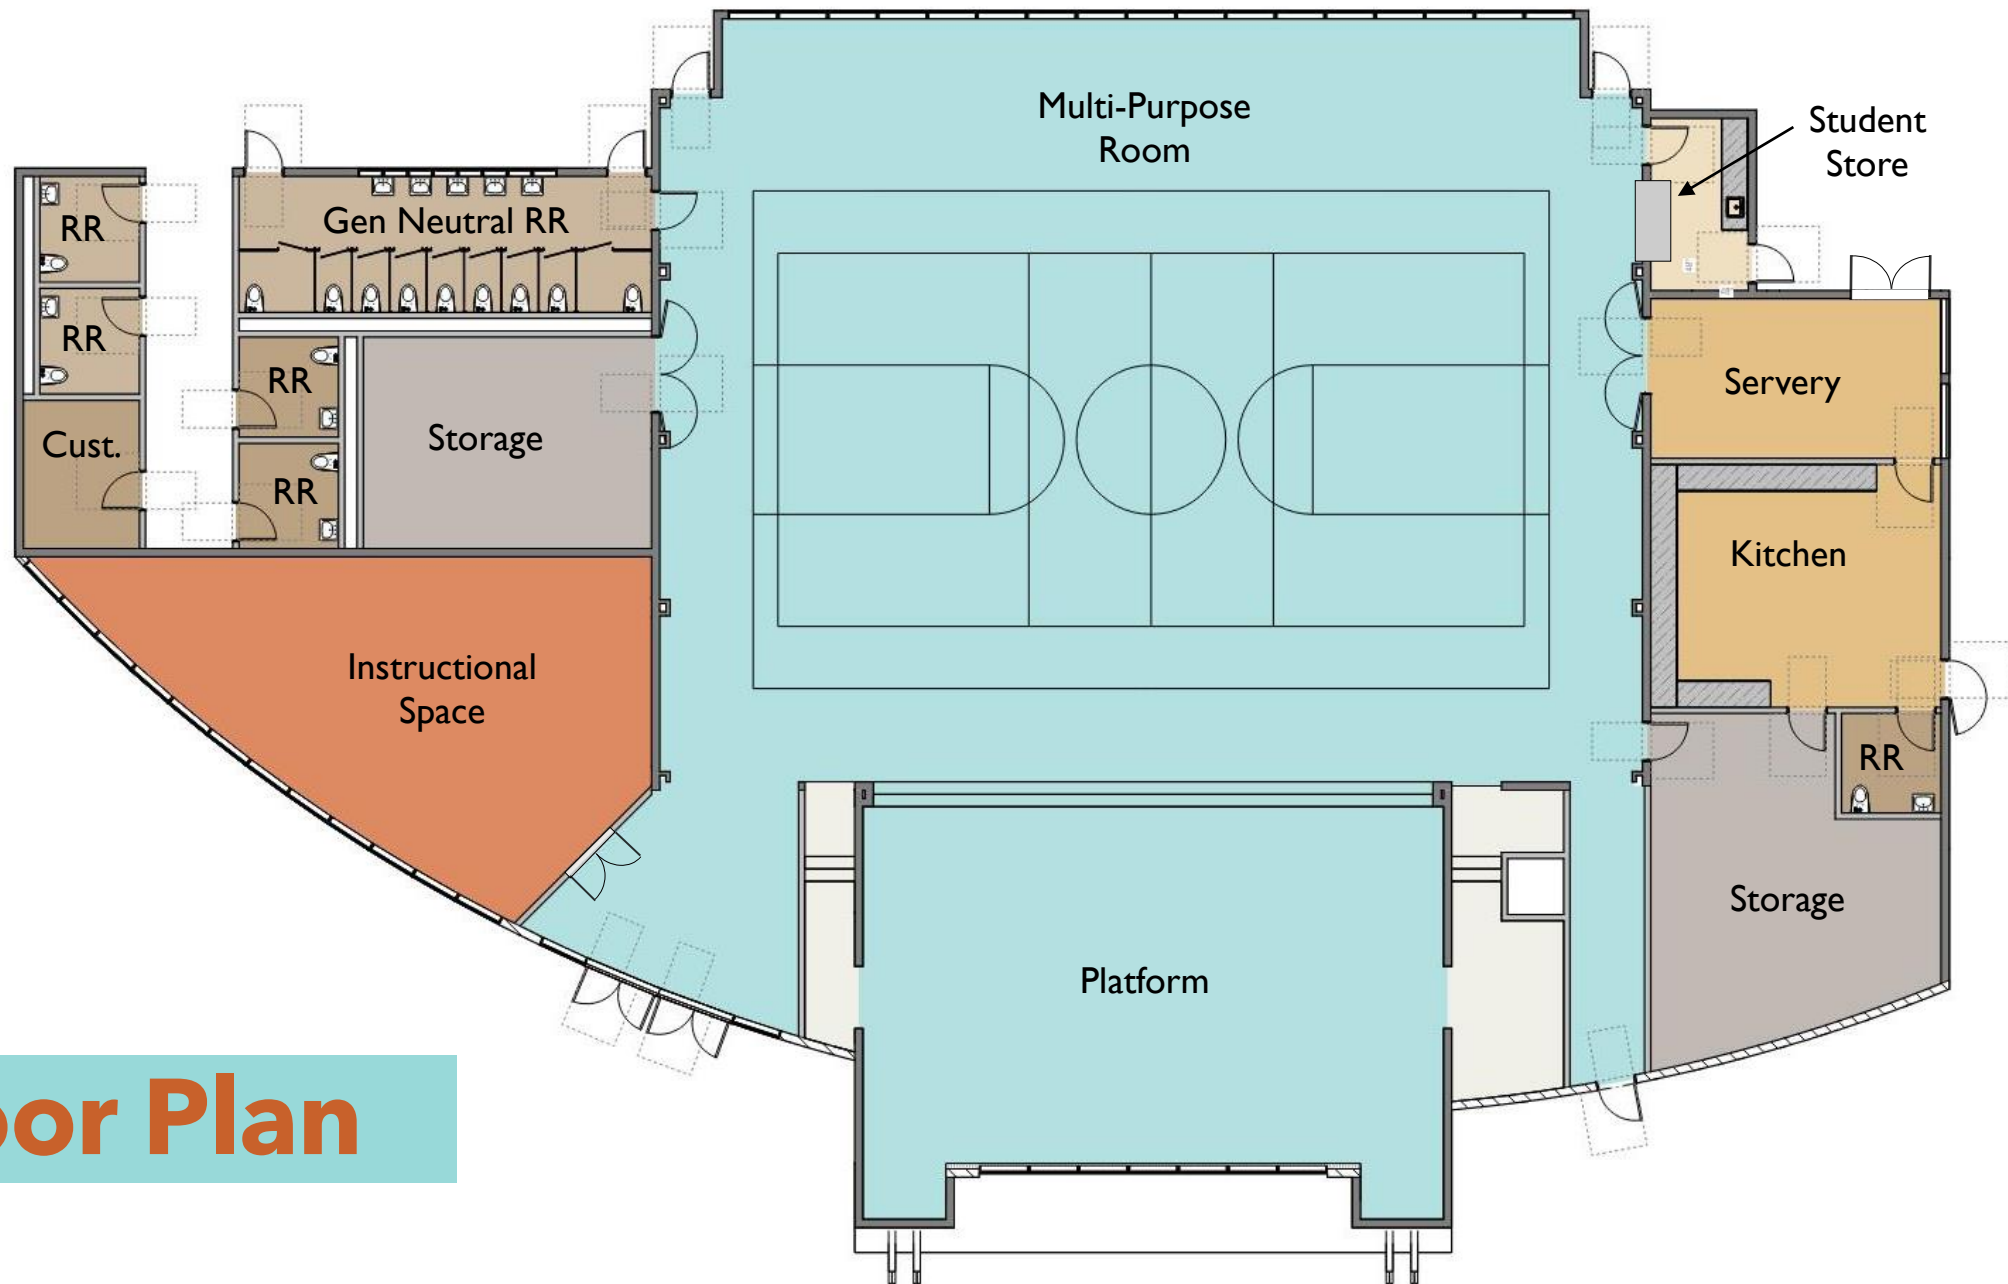 Multi-Purpose
Room
Student
Store
RR
Gen Neutral RR
RR
RR
Servery
Cust.
Storage
RR
Kitchen
Instructional
Space
RR
Storage
Platform
oor Plan